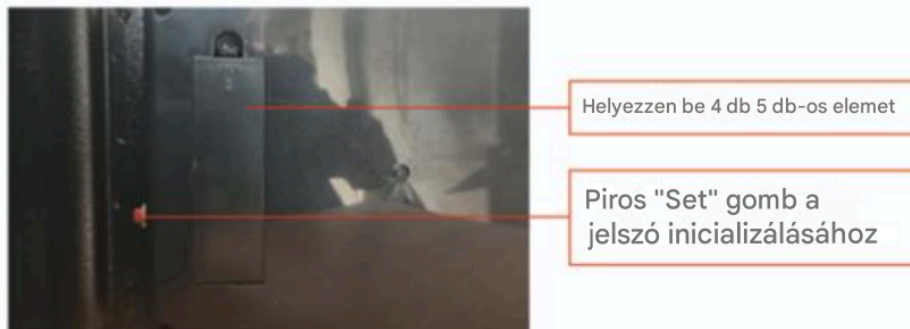 Helyezzen be 4 db 5 db-os elemet
Piros "Set" gomb a
jelszó inicializálásához